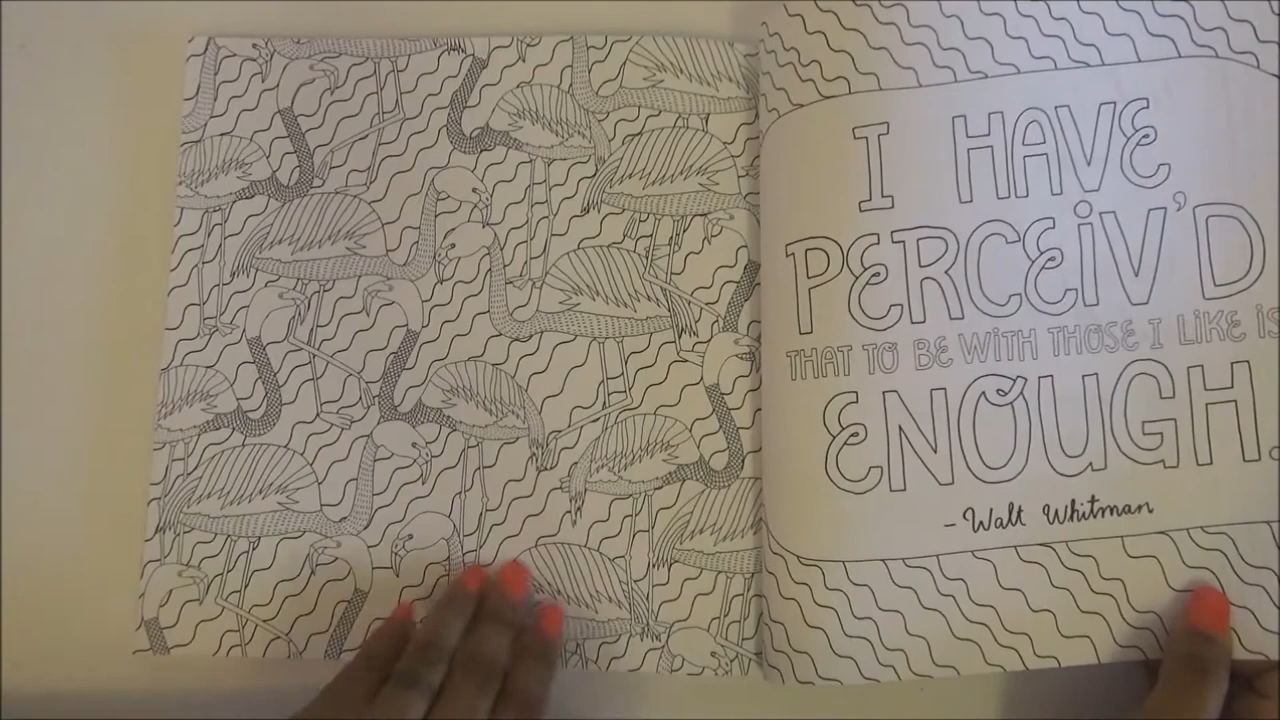 I HAVE
PERCEIV'D
THAT TO BE WITH THOSE I LIKE IS
ENOUGH.
- Walt Whitman